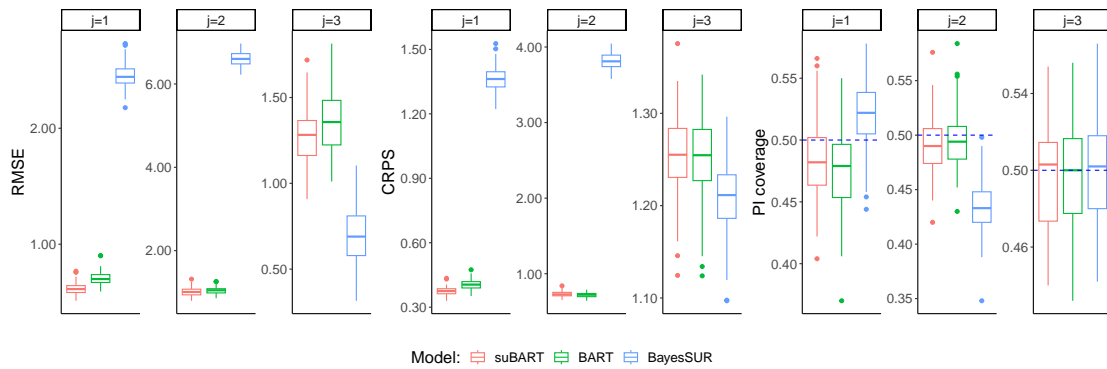 j=1
j=2
j=3
j=1
j=2
j=3
j=1
j=2
j=3
RMSE
2.00
1.00
6.00
4.00
2.00
1.50
1.00
0.50
CRPS
1.50
1.20
0.90
0.60
0.30
4.00
3.00
2.00
1.00
1.30
1.20
1.10
PI coverage
0.55
0.50
0.45
0.40
0.55
0.50
0.45
0.40
0.35
0.54
0.50
0.46
Model: suBART BART BayesSUR